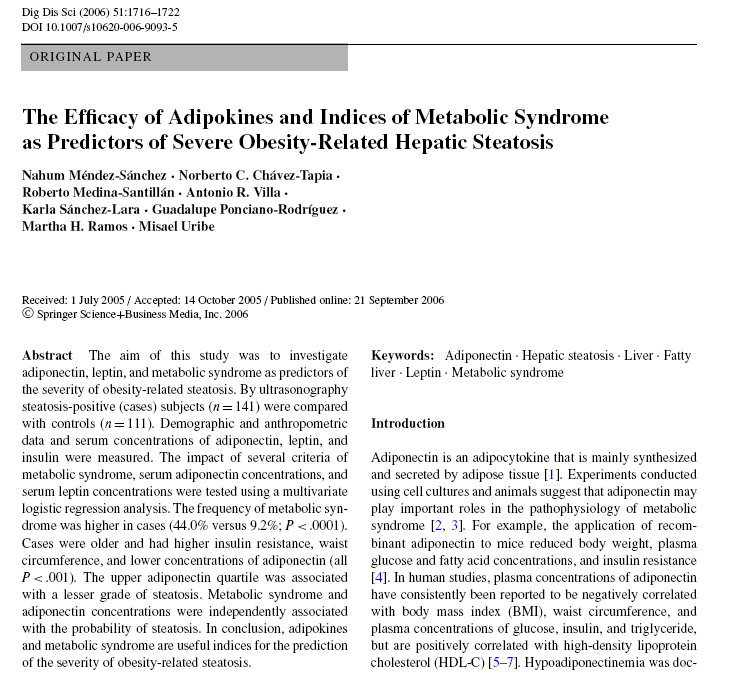 Dig Dis Sci (2006) 51:1716–1722
DOI 10.1007/s10620-006-9093-5
ORIGINAL PAPER
The Efficacy of Adipokines and Indices of Metabolic Syndrome
as Predictors of Severe Obesity-Related Hepatic Steatosis
Nahum Méndez-Sánchez · Norberto C. Chávez-Tapia ·
Roberto Medina-Santillán · Antonio R. Villa ·
Karla Sánchez-Lara · Guadalupe Ponciano-Rodríguez ·
Martha H. Ramos · Misael Uribe
Received: 1 July 2005 / Accepted: 14 October 2005 / Published online: 21 September 2006
© Springer Science+Business Media, Inc. 2006
Abstract The aim of this study was to investigate
adiponectin, leptin, and metabolic syndrome as predictors of
the severity of obesity-related steatosis. By ultrasonography
steatosis-positive (cases) subjects (n = 141) were compared
with controls (n = 111). Demographic and anthropometric
data and serum concentrations of adiponectin, leptin, and
insulin were measured. The impact of several criteria of
metabolic syndrome, serum adiponectin concentrations, and
serum leptin concentrations were tested using a multivariate
logistic regression analysis. The frequency of metabolic syn-
drome was higher in cases (44.0% versus 9.2%; P < .0001).
Cases were older and had higher insulin resistance, waist
circumference, and lower concentrations of adiponectin (all
P < .001). The upper adiponectin quartile was associated
with a lesser grade of steatosis. Metabolic syndrome and
adiponectin concentrations were independently associated
with the probability of steatosis. In conclusion, adipokines
and metabolic syndrome are useful indices for the prediction
of the severity of obesity-related steatosis.
Keywords: Adiponectin · Hepatic steatosis · Liver · Fatty
liver · Leptin · Metabolic syndrome
Introduction
Adiponectin is an adipocytokine that is mainly synthesized
and secreted by adipose tissue [1]. Experiments conducted
using cell cultures and animals suggest that adiponectin may
play important roles in the pathophysiology of metabolic
syndrome [2, 3]. For example, the application of recom-
binant adiponectin to mice reduced body weight, plasma
glucose and fatty acid concentrations, and insulin resistance
[4]. In human studies, plasma concentrations of adiponectin
have consistently been reported to be negatively correlated
with body mass index (BMI), waist circumference, and
plasma concentrations of glucose, insulin, and triglyceride,
but are positively correlated with high-density lipoprotein
cholesterol (HDL-C) [5–7]. Hypoadiponectinemia was doc-